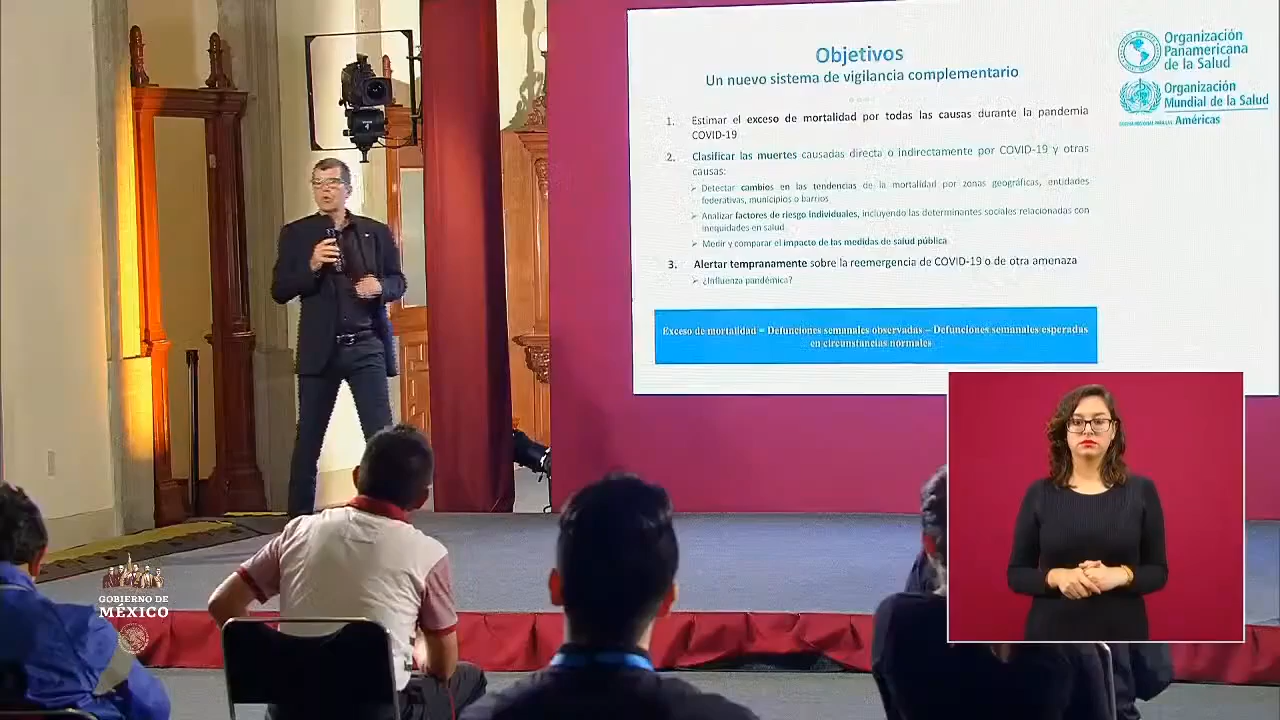 Objetivos
Un nuevo sistema de vigilancia complementario
1. Estimar el exceso de mortalidad por todas las causas durante la pandemia
COVID-19
2. Clasificar las muertes causadas directa o indirectamente por COVID-19 y otras
causas:
Detectar cambios en las tendencias de la mortalidad por zonas geográficas, entidades
federativas, municipios o barrios
Analizar factores de riesgo individuales, incluyendo las determinantes sociales relacionadas con
inequidades en salud
Medir y comparar el impacto de las medidas de salud pública
3. Alertar tempranamente sobre la reemergencia de COVID-19 o de otra amenaza
¿Influenza pandémica?
Exceso de mortalidad = Defunciones semanales observadas – Defunciones semanales esperadas
en circunstancias normales
Organización
Panamericana
de la Salud
Organización
Mundial de la Salud
Américas
GOBIERNO DE
MÉXICO